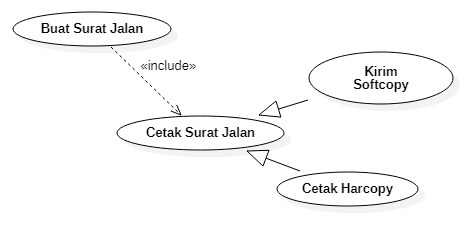 Buat Surat Jalan
«include»
Kirim
Softcopy
Cetak Surat Jalan
Cetak Harcopy